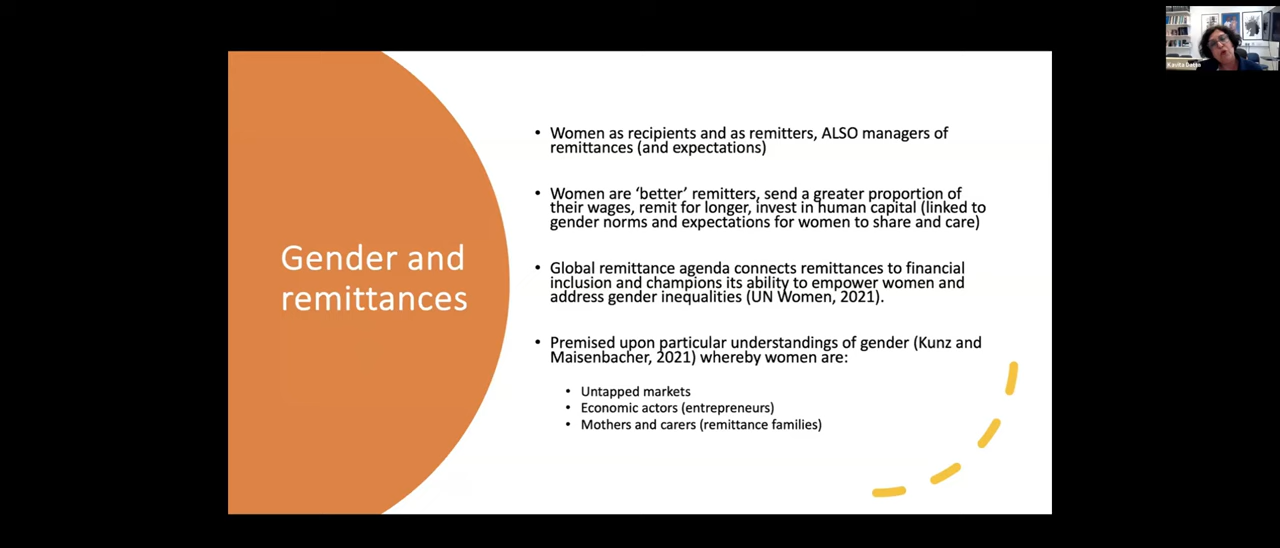 Kavita Datta
Gender and
remittances
• Women as recipients and as remitters, ALSO managers of
remittances (and expectations)
• Women are ‘better’ remitters, send a greater proportion of
their wages, remit for longer, invest in human capital (linked to
gender norms and expectations for women to share and care)
• Global remittance agenda connects remittances to financial
inclusion and champions its ability to empower women and
address gender inequalities (UN Women, 2021).
• Premised upon particular understandings of gender (Kunz and
Maisenbacher, 2021) whereby women are:
• Untapped markets
• Economic actors (entrepreneurs)
• Mothers and carers (remittance families)